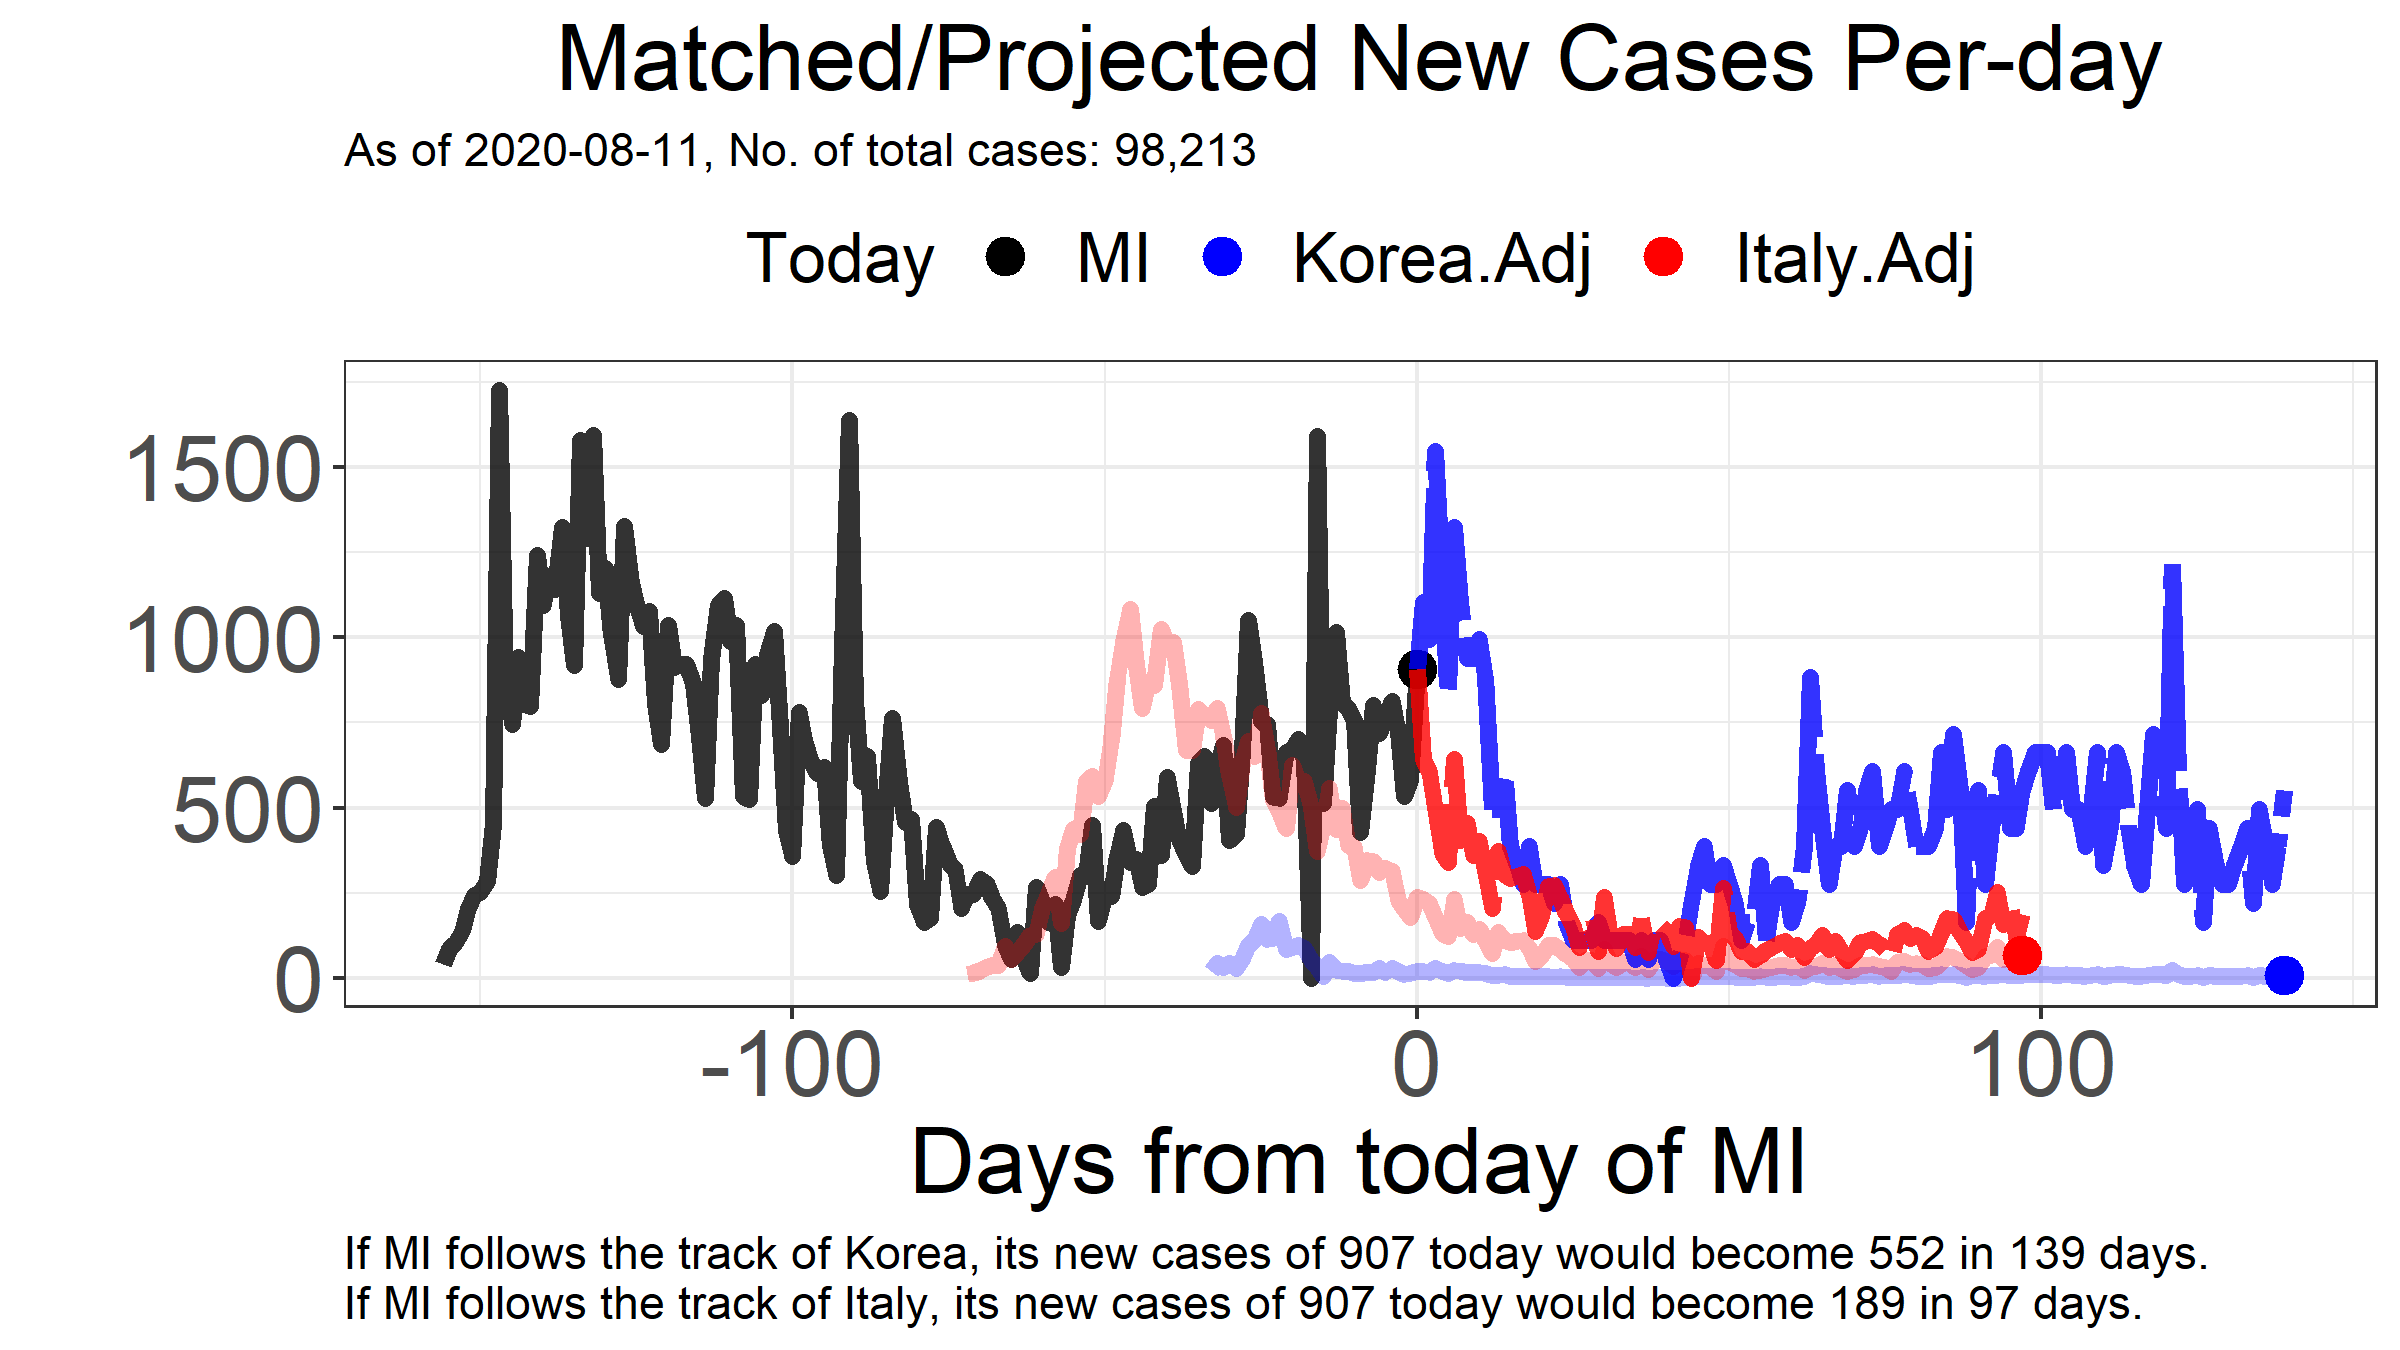 Matched/Projected New Cases Per-day
As of 2020-08-11, No. of total cases: 98,213
Today MI Korea.Adj Italy.Adj
1500
1000
500
0
-100 0 100
Days from today of MI
If MI follows the track of Korea, its new cases of 907 today would become 552 in 139 days.
If MI follows the track of Italy, its new cases of 907 today would become 189 in 97 days.